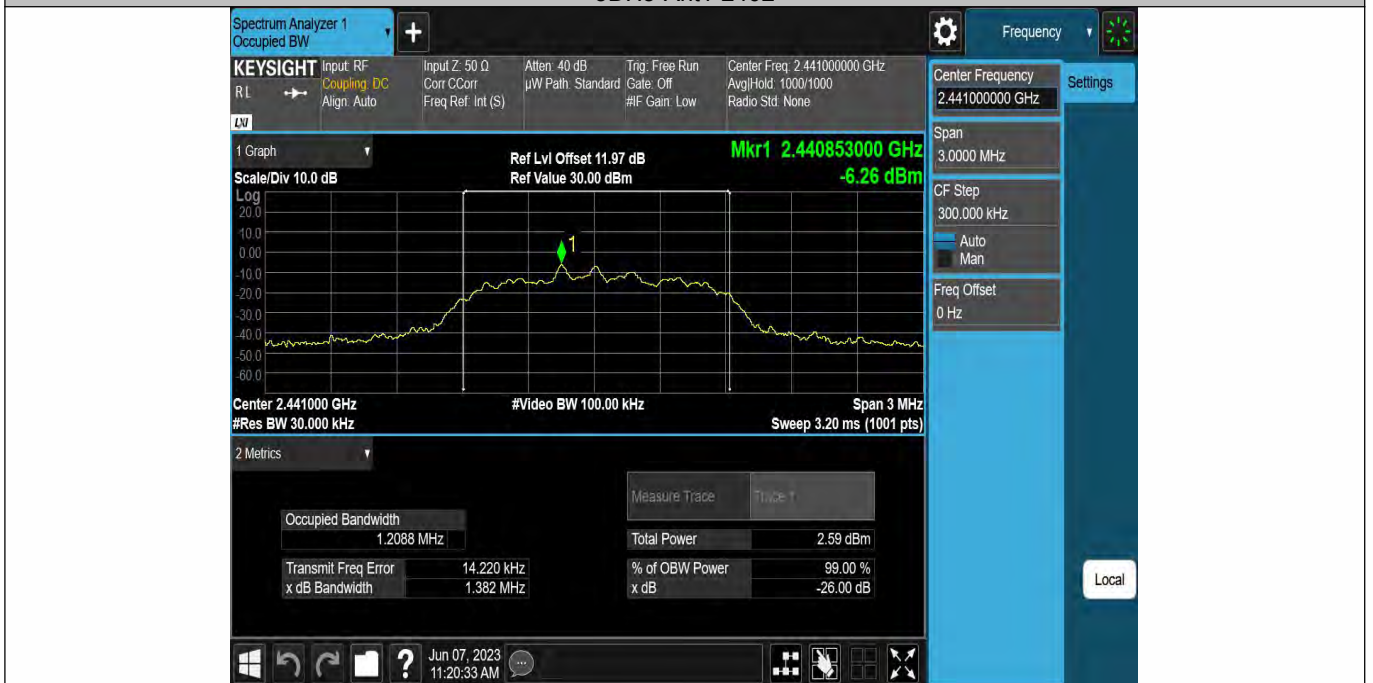 Spectrum Analyzer 1
Occupied BW
+
Frequency
KEYSIGHT
RL
LXI
Input: RF
Coupling: DC
Align: Auto
Input Z: 50 Ω
Corr CCorr
Freq Ref: Int (S)
Atten: 40 dB
µW Path: Standard
Trig: Free Run
Gate: Off
#IF Gain: Low
Center Freq: 2.441000000 GHz
Avg|Hold: 1000/1000
Radio Std: None
Center Frequency
2.441000000 GHz
Settings
Span
3.0000 MHz
CF Step
300.000 kHz
Auto
Man
Freq Offset
0 Hz
Local
1 Graph
Scale/Div 10.0 dB
Ref Lvl Offset 11.97 dB
Ref Value 30.00 dBm
Mkr1 2.440853000 GHz
-6.26 dBm
Log
20.0
10.0
0.00
-10.0
-20.0
-30.0
-40.0
-50.0
-60.0
1
Center 2.441000 GHz
#Res BW 30.000 kHz
#Video BW 100.00 kHz
Span 3 MHz
Sweep 3.20 ms (1001 pts)
2 Metrics
Measure Trace
Trace 1
Occupied Bandwidth
1.2088 MHz
Total Power 2.59 dBm
Transmit Freq Error 14.220 kHz
% of OBW Power 99.00 %
x dB Bandwidth 1.382 MHz
x dB -26.00 dB
?
Jun 07, 2023
11:20:33 AM